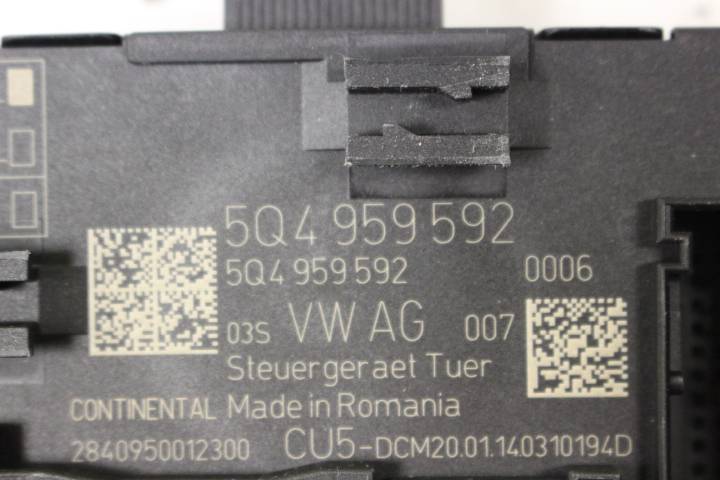 5Q4 959 592
5Q4 959 592 0006
03S VW AG 007
Steuergeraet Tuer
CONTINENTAL Made in Romania
2840950012300 CU5-DCM20.01.140310194D